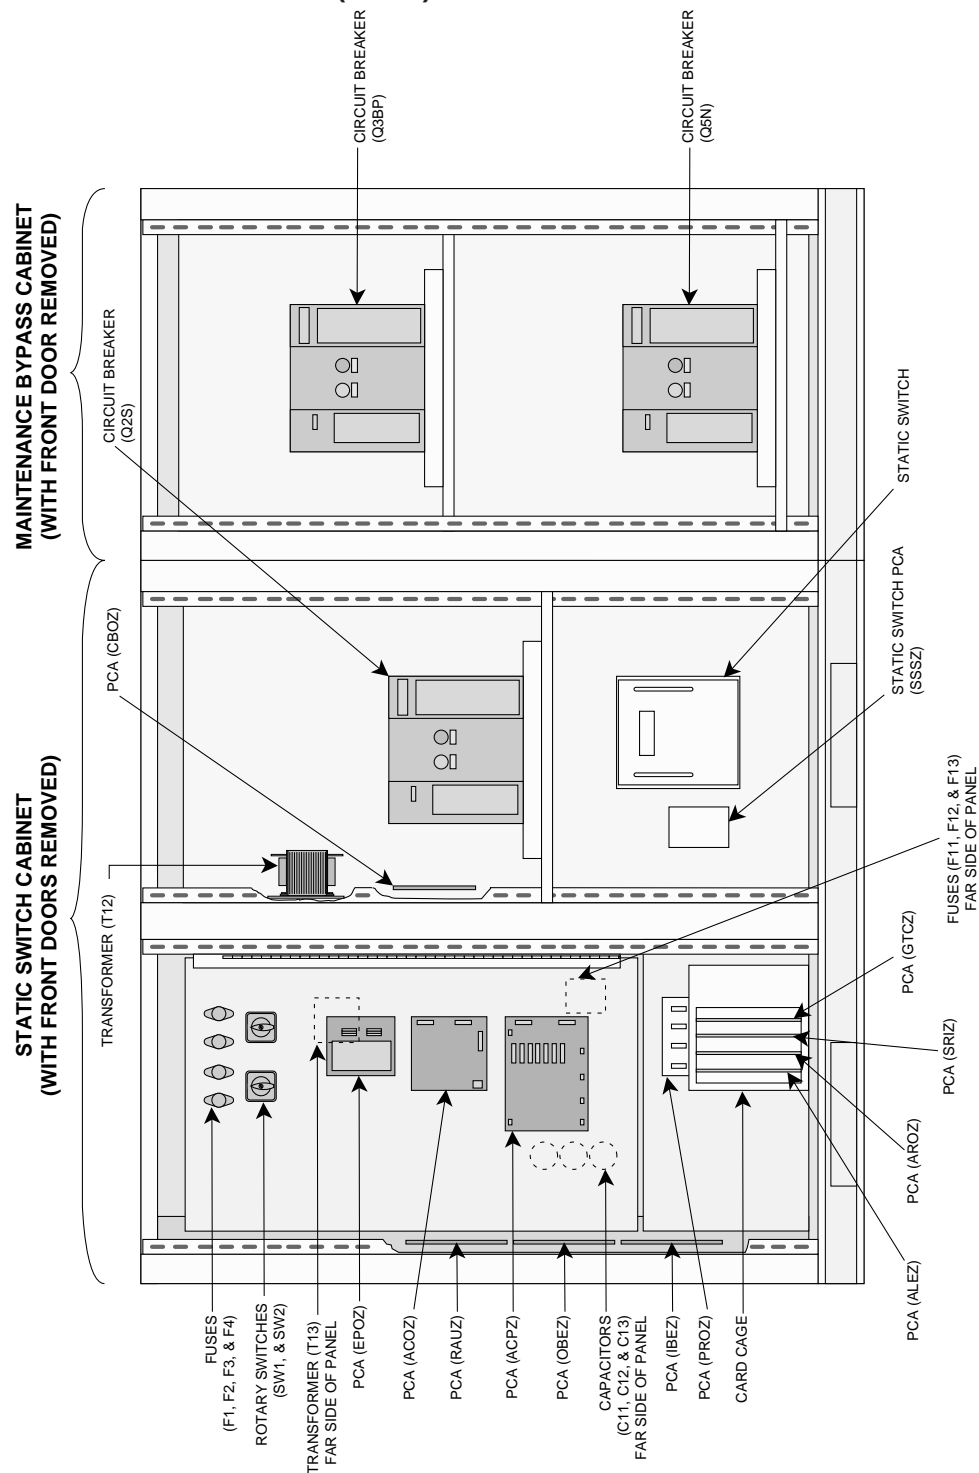 STATIC SWITCH CABINET
(WITH FRONT DOORS REMOVED)
MAINTENANCE BYPASS CABINET
(WITH FRONT DOOR REMOVED)
TRANSFORMER (T12)
PCA (CBOZ)
CIRCUIT BREAKER
(Q2S)
CIRCUIT BREAKER
(Q3BP)
CIRCUIT BREAKER
(Q5N)
STATIC SWITCH
STATIC SWITCH PCA
(SSSZ)
FUSES (F11, F12, & F13)
FAR SIDE OF PANEL
PCA (GTCZ)
PCA (SRIZ)
PCA (AROZ)
PCA (ALEZ)
FUSES
(F1, F2, F3, & F4)
ROTARY SWITCHES
(SW1, & SW2)
TRANSFORMER (T13)
FAR SIDE OF PANEL
PCA (EPOZ)
PCA (ACOZ)
PCA (RAUZ)
PCA (ACPZ)
PCA (OBEZ)
CAPACITORS
(C11, C12, & C13)
FAR SIDE OF PANEL
PCA (IBEZ)
PCA (PROZ)
CARD CAGE